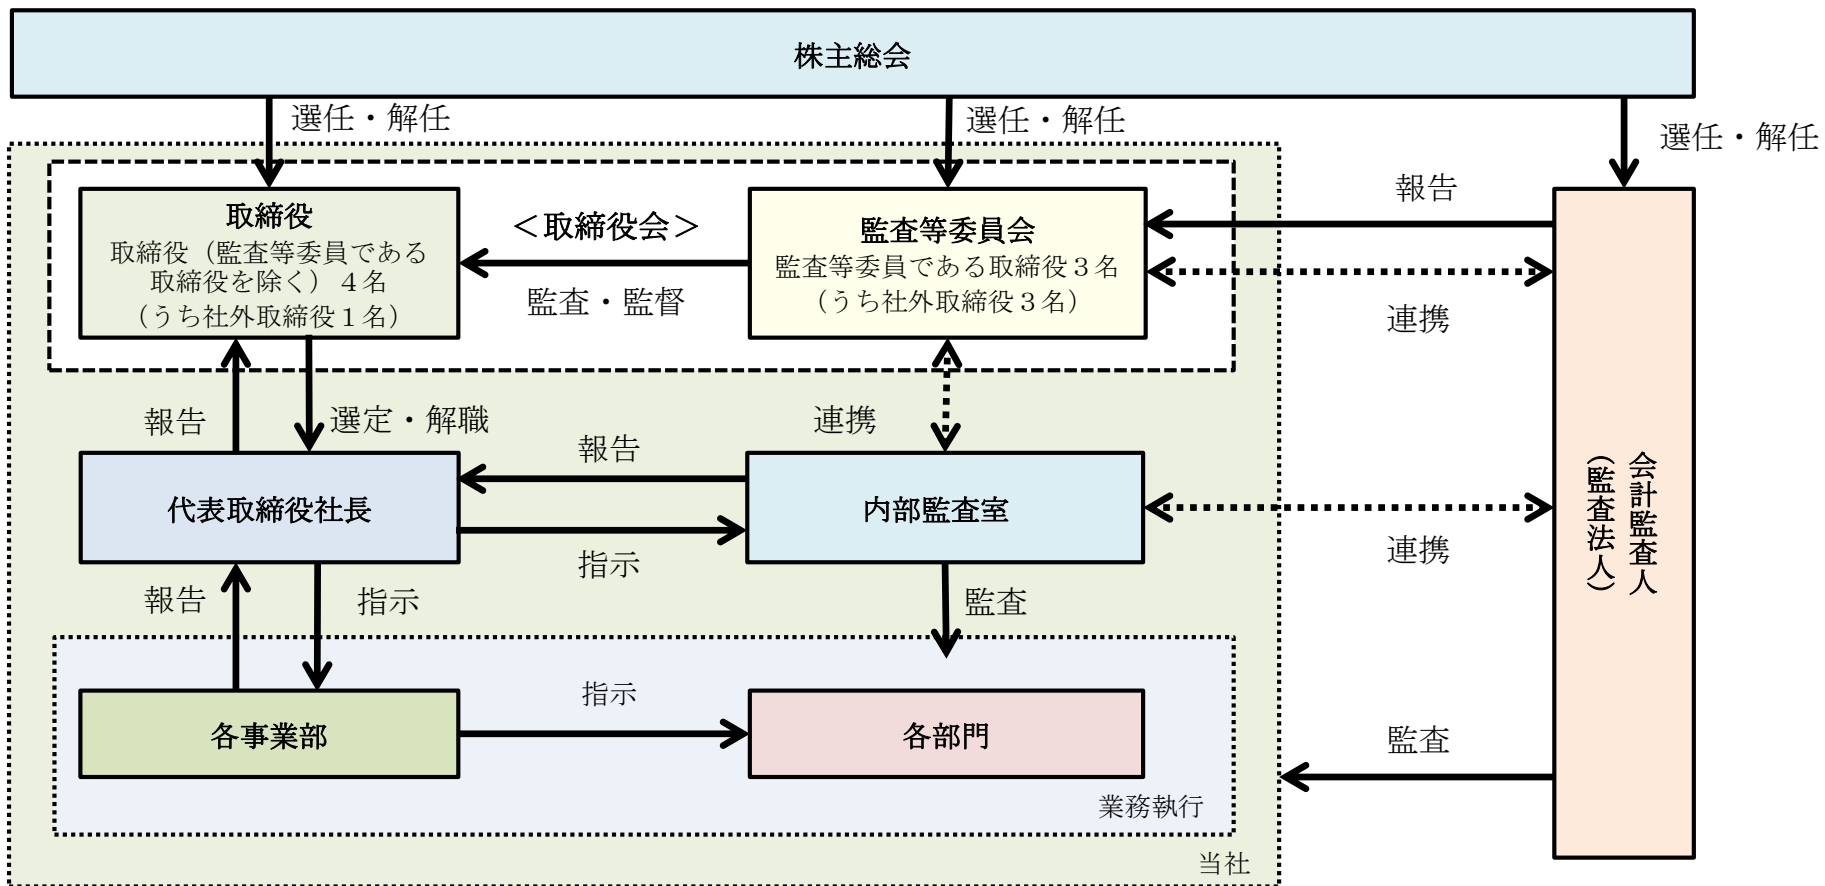 株主総会
選任・解任
選任・解任
選任・解任
取締役
取締役（監査等委員である
取締役を除く）４名
（うち社外取締役１名）
＜取締役会＞
監査・監督
監査等委員会
監査等委員である取締役３名
（うち社外取締役３名）
報告
連携
報告
選定・解職
連携
代表取締役社長
報告
指示
内部監査室
連携
会計監査人
（監査法人）
報告
指示
監査
各事業部
指示
各部門
監査
業務執行
当社